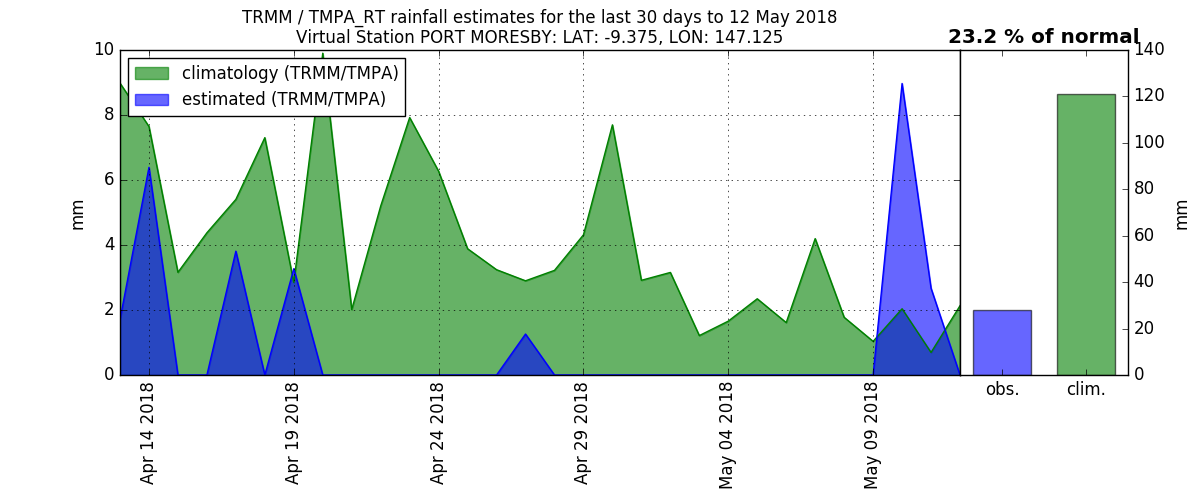 TRMM / TMPA_RT rainfall estimates for the last 30 days to 12 May 2018
Virtual Station PORT MORESBY: LAT: -9.375, LON: 147.125
23.2 % of normal
climatology (TRMM/TMPA)
estimated (TRMM/TMPA)
10
8
6
4
2
0
mm
Apr 14 2018
Apr 19 2018
Apr 24 2018
Apr 29 2018
May 04 2018
May 09 2018
obs.
clim.
140
120
100
80
60
40
20
0
mm